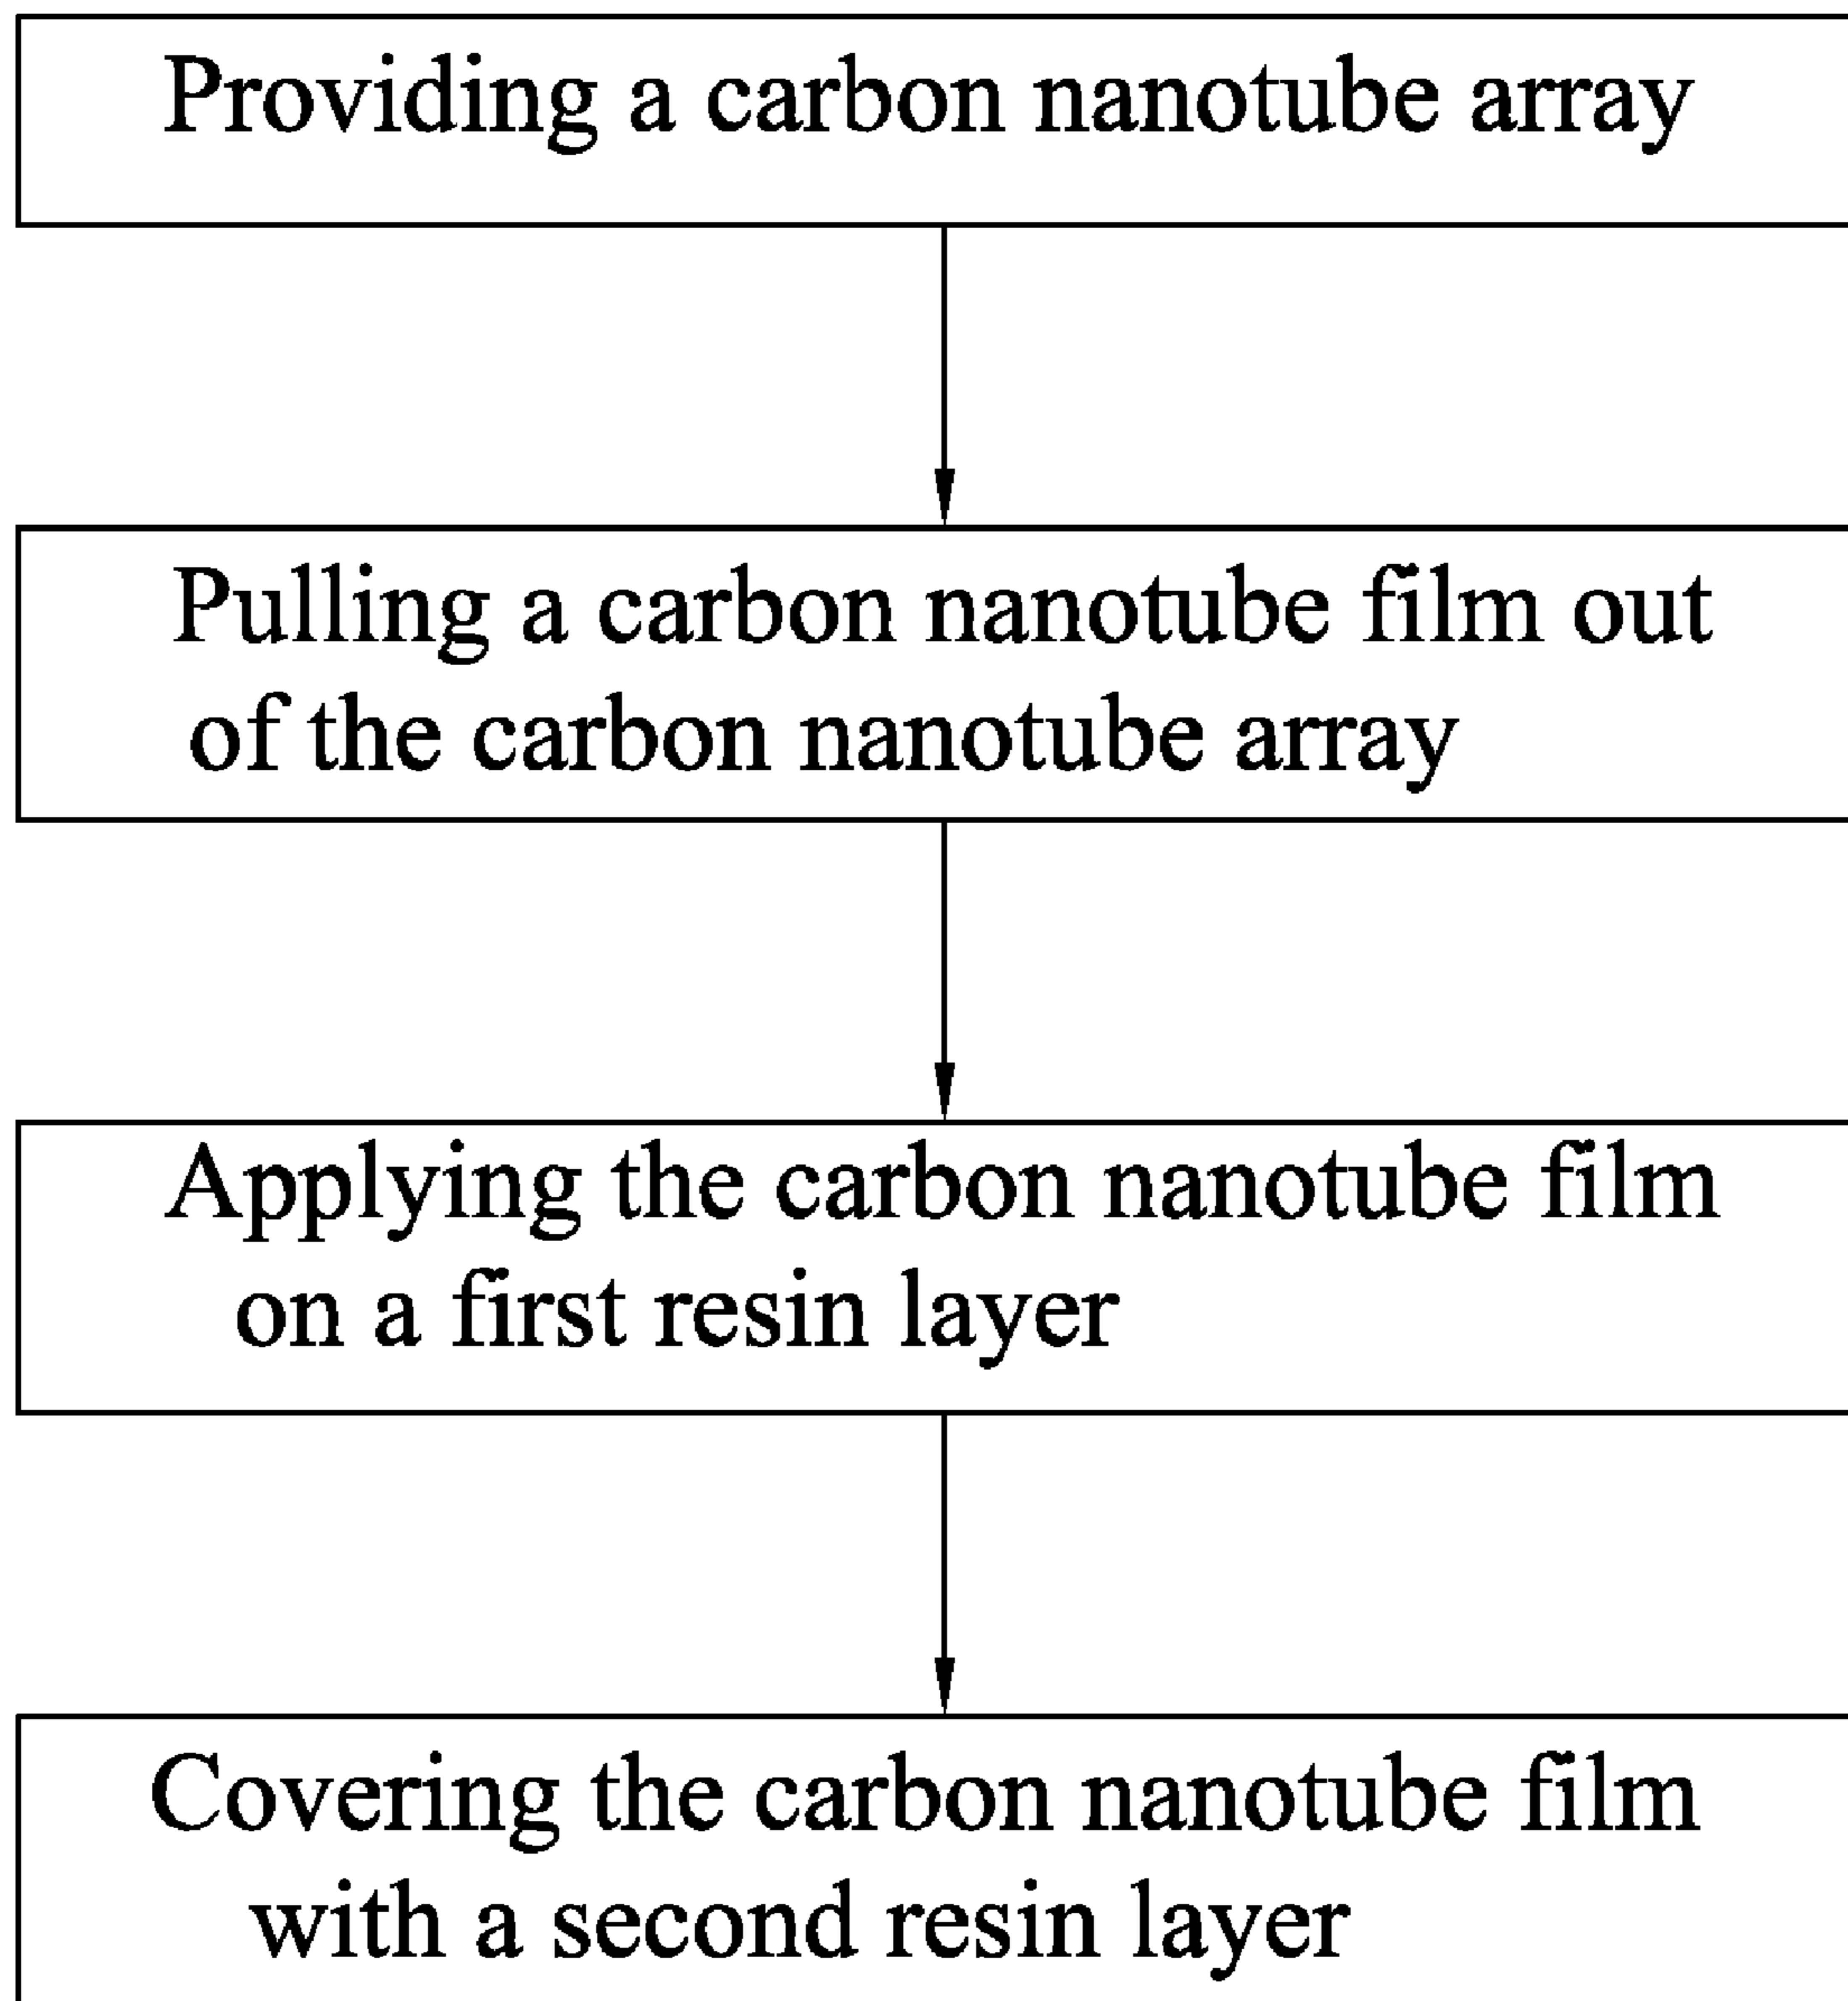 Providing a carbon nanotube array
Pulling a carbon nanotube film out
of the carbon nanotube array
Applying the carbon nanotube film
on a first resin layer
Covering the carbon nanotube film
with a second resin layer